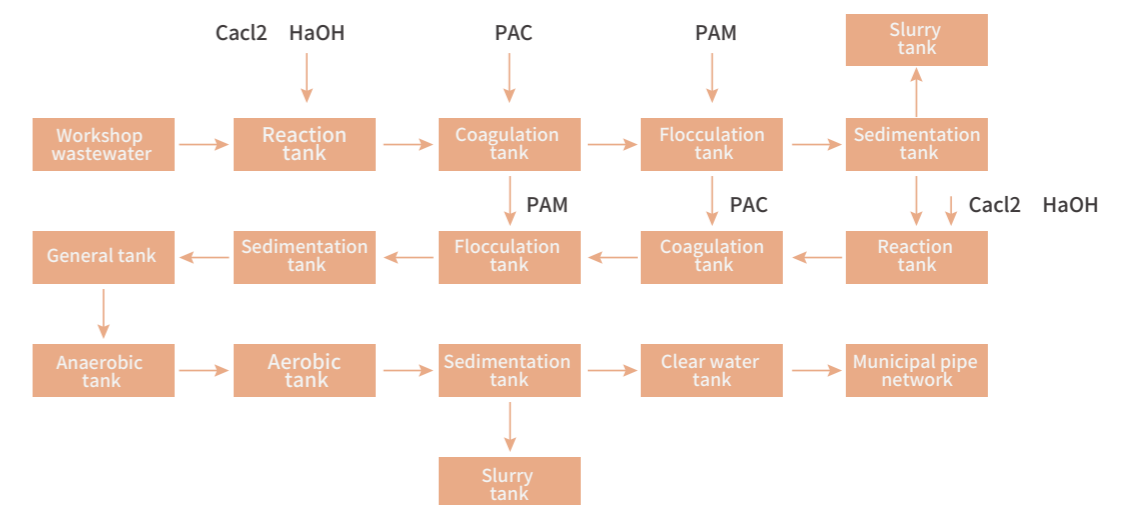 Cacl2 HaOH
PAC
PAM
Slurry
tank
Workshop
wastewater
Reaction
tank
Coagulation
tank
Flocculation
tank
Sedimentation
tank
PAM
PAC
Cacl2 HaOH
General tank
Sedimentation
tank
Flocculation
tank
Coagulation
tank
Reaction
tank
Anaerobic
tank
Aerobic
tank
Sedimentation
tank
Clear water
tank
Municipal pipe
network
Slurry
tank